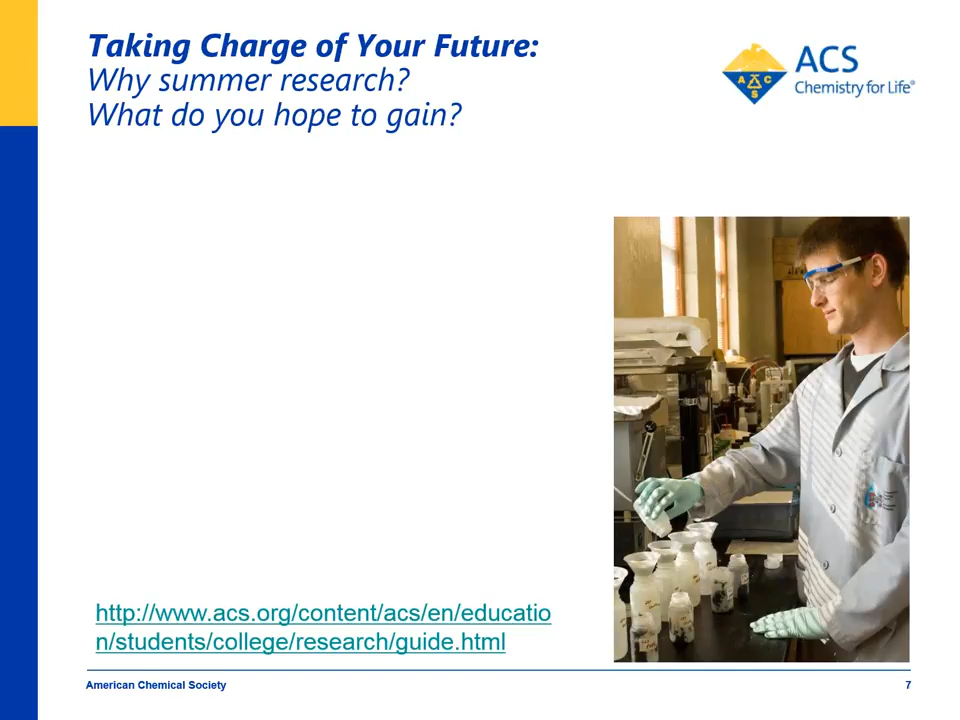 Taking Charge of Your Future:
Why summer research?
What do you hope to gain?
ACS
Chemistry for Life®
A C S
http://www.acs.org/content/acs/en/educatio
n/students/college/research/guide.html
American Chemical Society
7